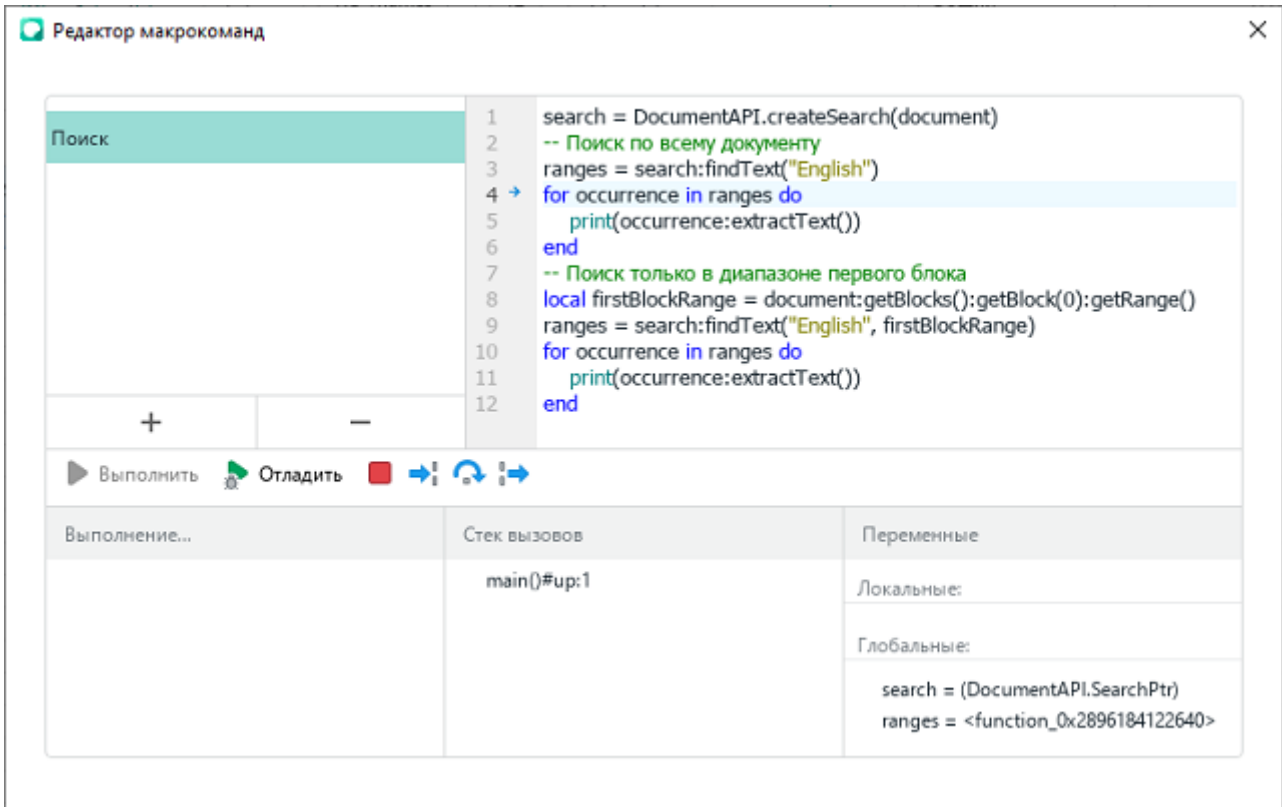 Редактор макрокоманд
Поиск
1 search = DocumentAPI.createSearch(document)
2 -- Поиск по всему документу
3 ranges = search:findText("English")
4 for occurrence in ranges do
5 print(occurrence:extractText())
6 end
7 -- Поиск только в диапазоне первого блока
8 local firstBlockRange = document:getBlocks():getBlock(0):getRange()
9 ranges = search:findText("English", firstBlockRange)
10 for occurrence in ranges do
11 print(occurrence:extractText())
12 end
Выполнить Отладить
Выполнение... Стек вызовов Переменные
main()#up:1
Локальные:
Глобальные:
search = (DocumentAPI.SearchPtr)
ranges = <function_0x2896184122640>